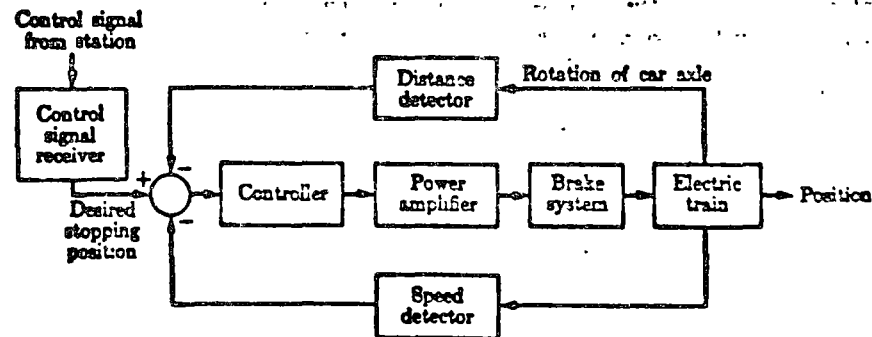 Control signal
from station
Control
signal
receiver
Desired
stopping
position
+
-
-
Distance
detector
Rotation of car axle
Controller
Power
amplifier
Brake
system
Electric
train
Position
Speed
detector